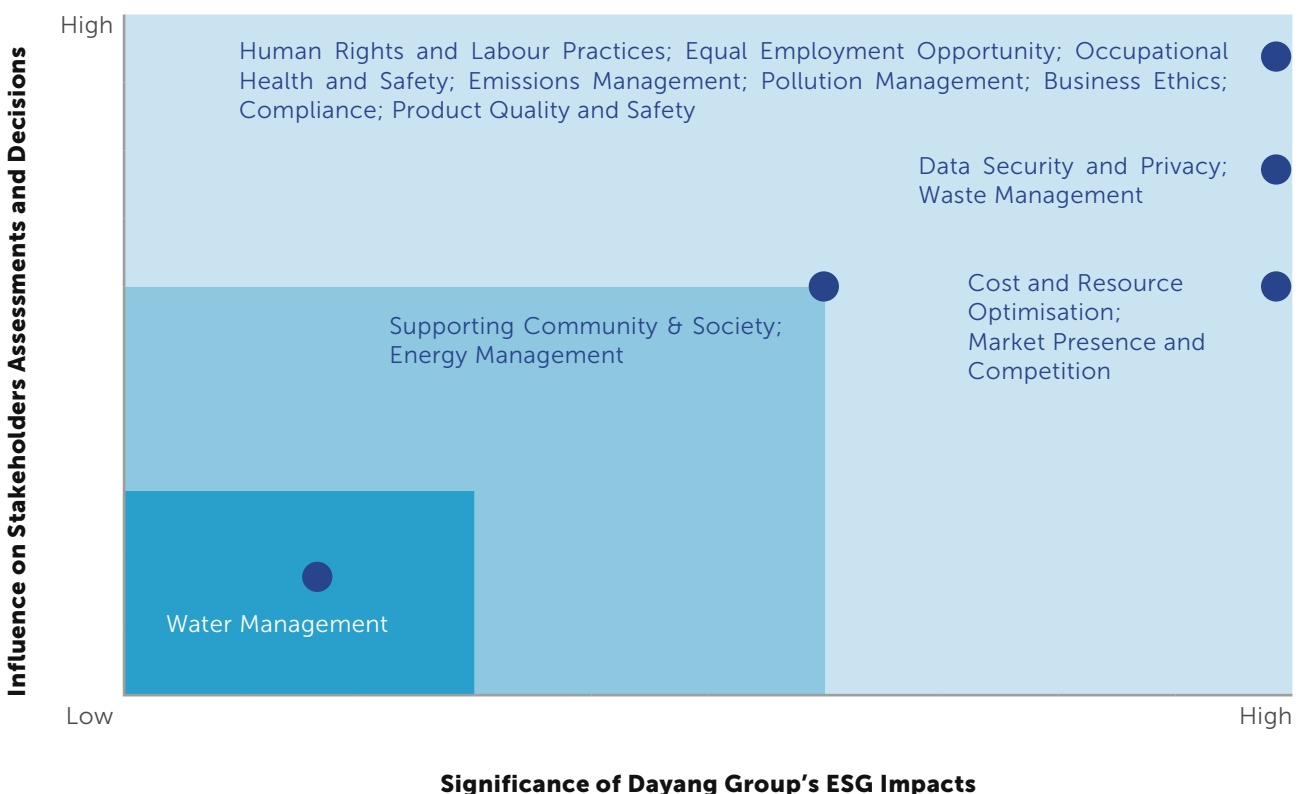 High
Human Rights and Labour Practices; Equal Employment Opportunity; Occupational
Health and Safety; Emissions Management; Pollution Management; Business Ethics;
Compliance; Product Quality and Safety
Data Security and Privacy;
Waste Management
Cost and Resource
Optimisation;
Market Presence and
Competition
Supporting Community & Society;
Energy Management
Water Management
Influence on Stakeholders Assessments and Decisions
Low
High
Significance of Dayang Group's ESG Impacts